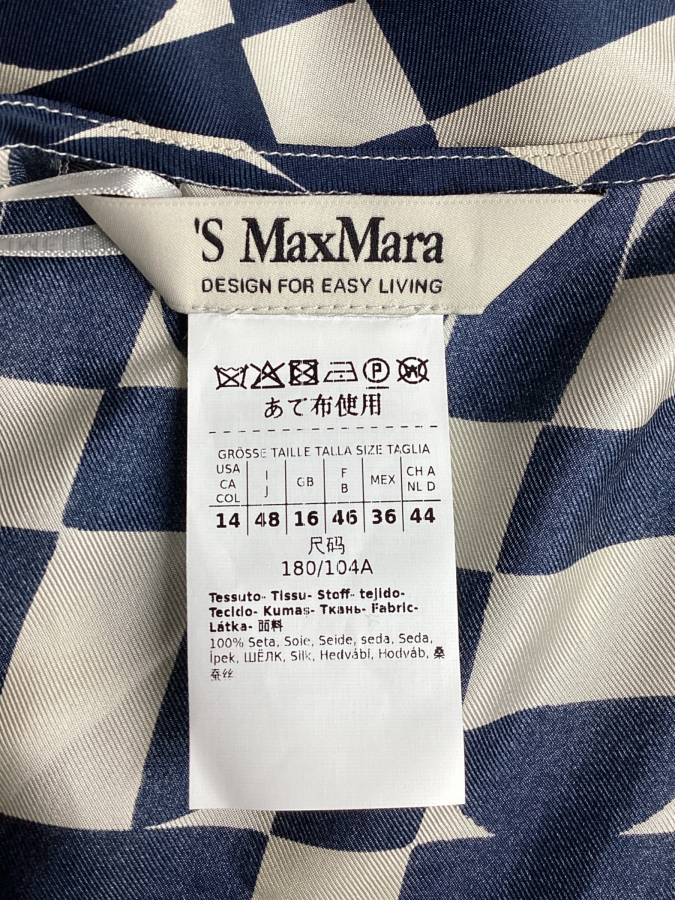 'S MaxMara
DESIGN FOR EASY LIVING
あて布使用
GRÖSSE TAILLE TALLA SIZE TAGLIA
USA CA COL | I J | GB | F B | MEX | CH A NL D
14 | 48 | 16 | 46 | 36 | 44
尺码
180/104A
Tessuto- Tissu- Stoff- tejido-
Tecido- Kumaş- Ткань- Fabric-
Látka- 面料
100% Seta, Soie, Seide, seda, Seda,
İpek, ШЁЛК, Silk, Hedvábí, Hodváb, 桑
蚕丝